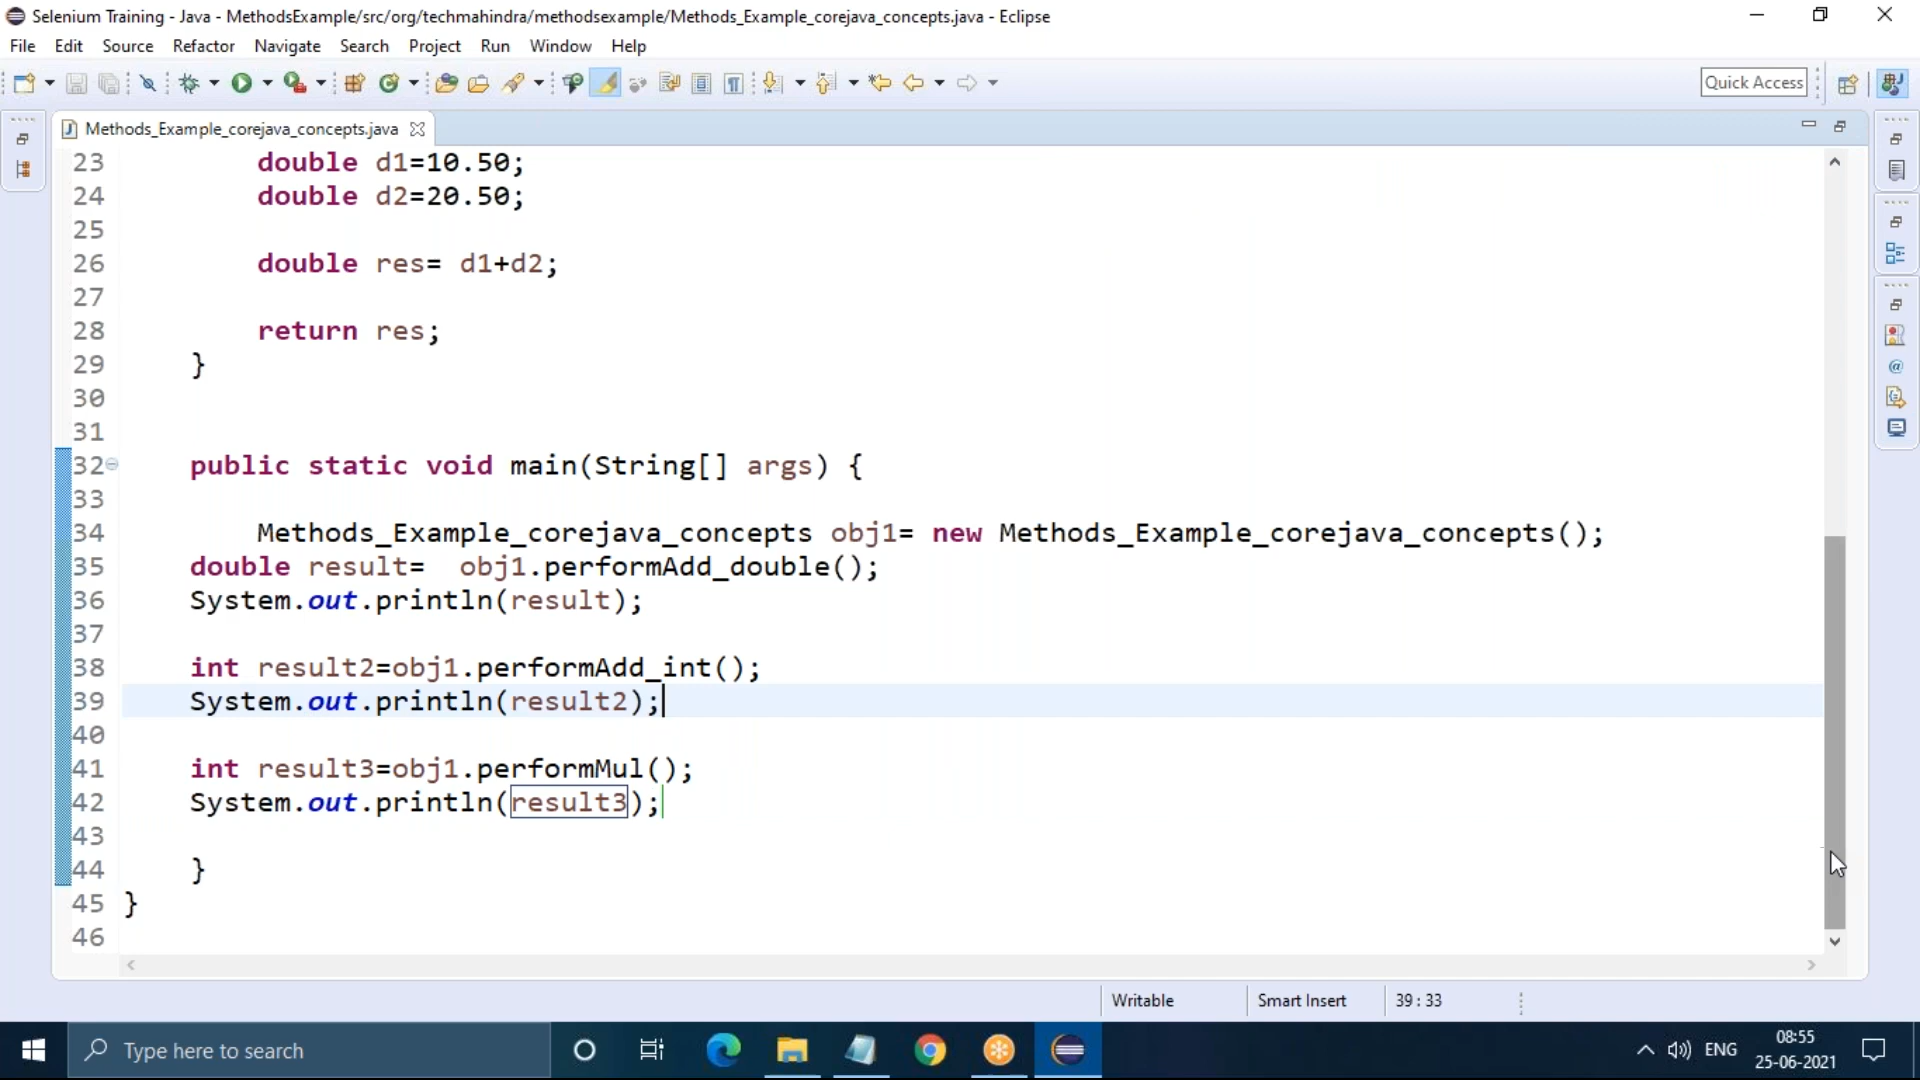 Selenium Training - Java - MethodsExample/src/org/techmahindra/methodsexample/Methods_Example_corejava_concepts.java - Eclipse
File Edit Source Refactor Navigate Search Project Run Window Help
Quick Access
Methods_Example_corejava_concepts.java
23 double d1=10.50;
24 double d2=20.50;
25
26 double res= d1+d2;
27
28 return res;
29 }
30
31
32 public static void main(String[] args) {
33
34 Methods_Example_corejava_concepts obj1= new Methods_Example_corejava_concepts();
35 double result=  obj1.performAdd_double();
36 System.out.println(result);
37
38 int result2=obj1.performAdd_int();
39 System.out.println(result2);
40
41 int result3=obj1.performMul();
42 System.out.println(result3);
43
44 }
45 }
46
Writable Smart Insert 39 : 33
Type here to search
ENG
08:55
25-06-2021